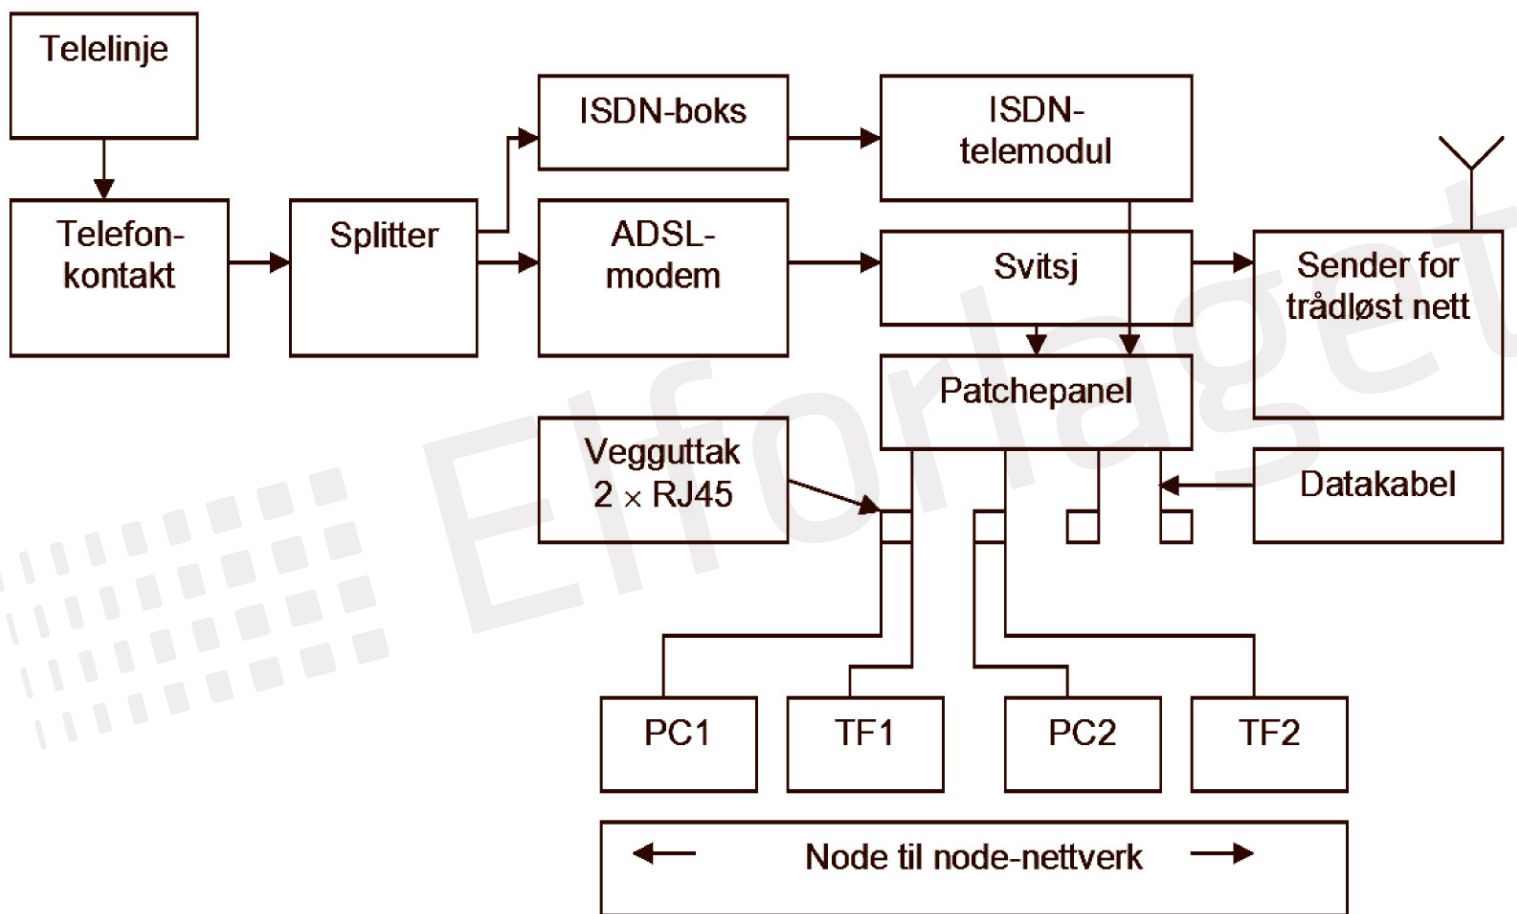 Telelinje
ISDN-boks
ISDN-
telemodul
Telefon-
kontakt
Splitter
ADSL-
modem
Svitsj
Sender for
trådløst nett
Patchepanel
Vegguttak
2 × RJ45
Datakabel
PC1
TF1
PC2
TF2
Node til node-nettverk
Elforlaget